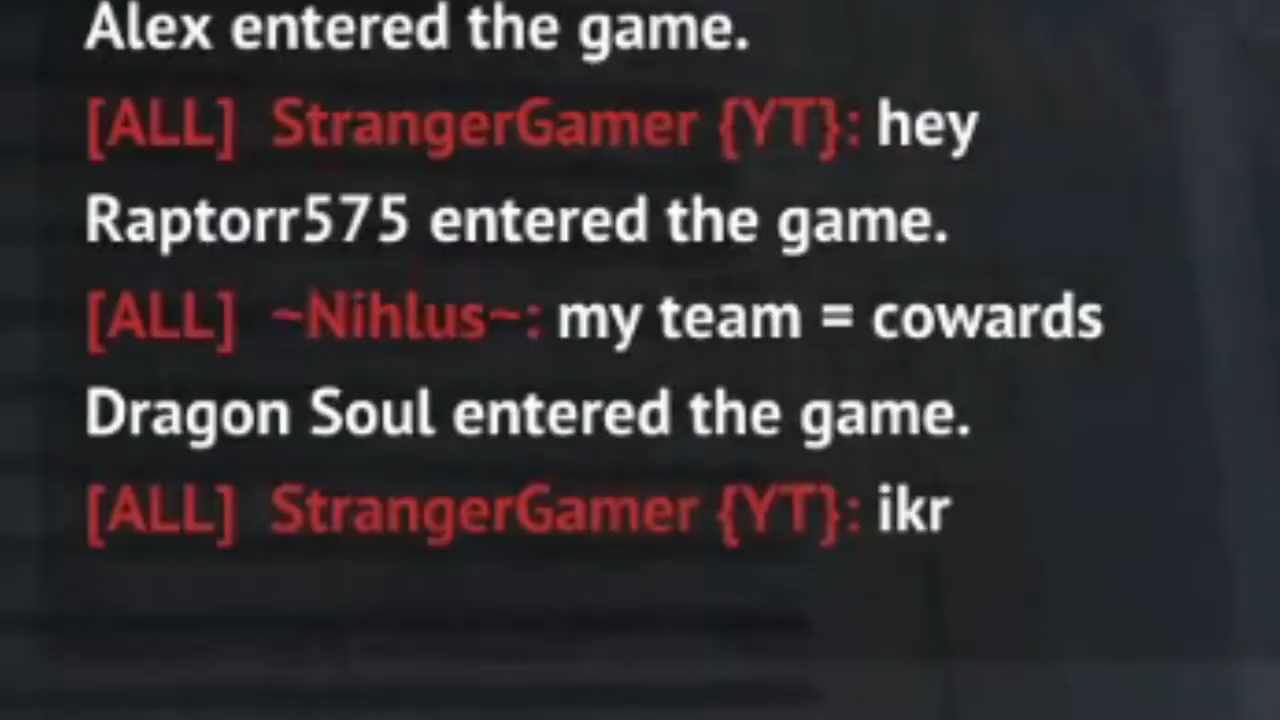 Alex entered the game.
[ALL] StrangerGamer {YT}: hey
Raptorr575 entered the game.
[ALL] ~Nihlus~: my team = cowards
Dragon Soul entered the game.
[ALL] StrangerGamer {YT}: ikr